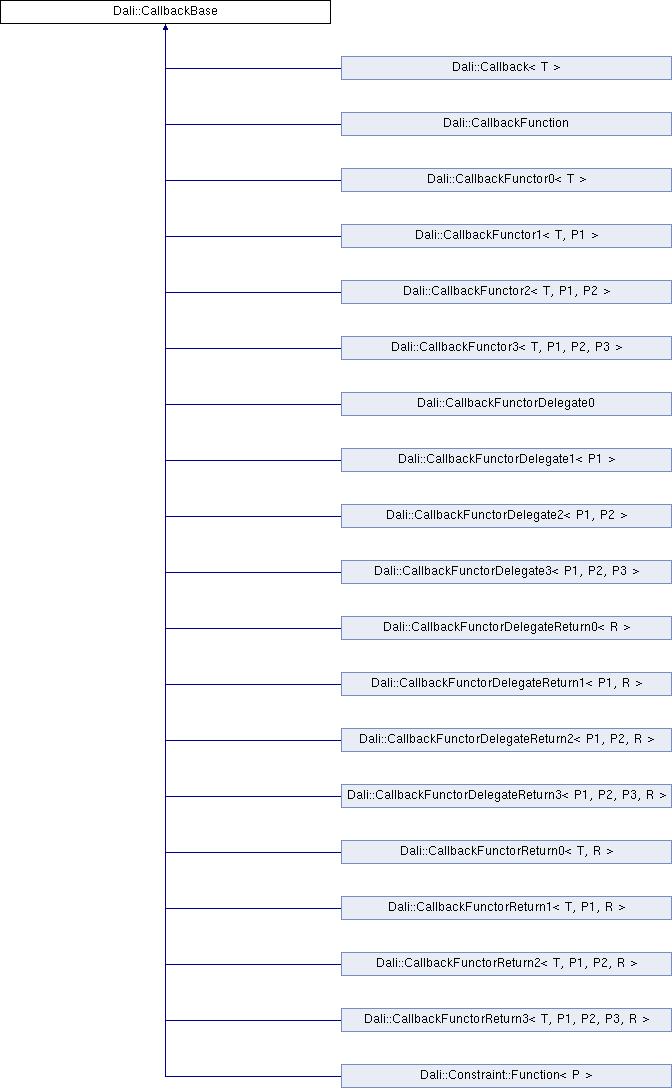 Dali::CallbackBase
Dali::Callback< T >
Dali::CallbackFunction
Dali::CallbackFunctor0< T >
Dali::CallbackFunctor1< T, P1 >
Dali::CallbackFunctor2< T, P1, P2 >
Dali::CallbackFunctor3< T, P1, P2, P3 >
Dali::CallbackFunctorDelegate0
Dali::CallbackFunctorDelegate1< P1 >
Dali::CallbackFunctorDelegate2< P1, P2 >
Dali::CallbackFunctorDelegate3< P1, P2, P3 >
Dali::CallbackFunctorDelegateReturn0< R >
Dali::CallbackFunctorDelegateReturn1< P1, R >
Dali::CallbackFunctorDelegateReturn2< P1, P2, R >
Dali::CallbackFunctorDelegateReturn3< P1, P2, P3, R >
Dali::CallbackFunctorReturn0< T, R >
Dali::CallbackFunctorReturn1< T, P1, R >
Dali::CallbackFunctorReturn2< T, P1, P2, R >
Dali::CallbackFunctorReturn3< T, P1, P2, P3, R >
Dali::Constraint::Function< P >